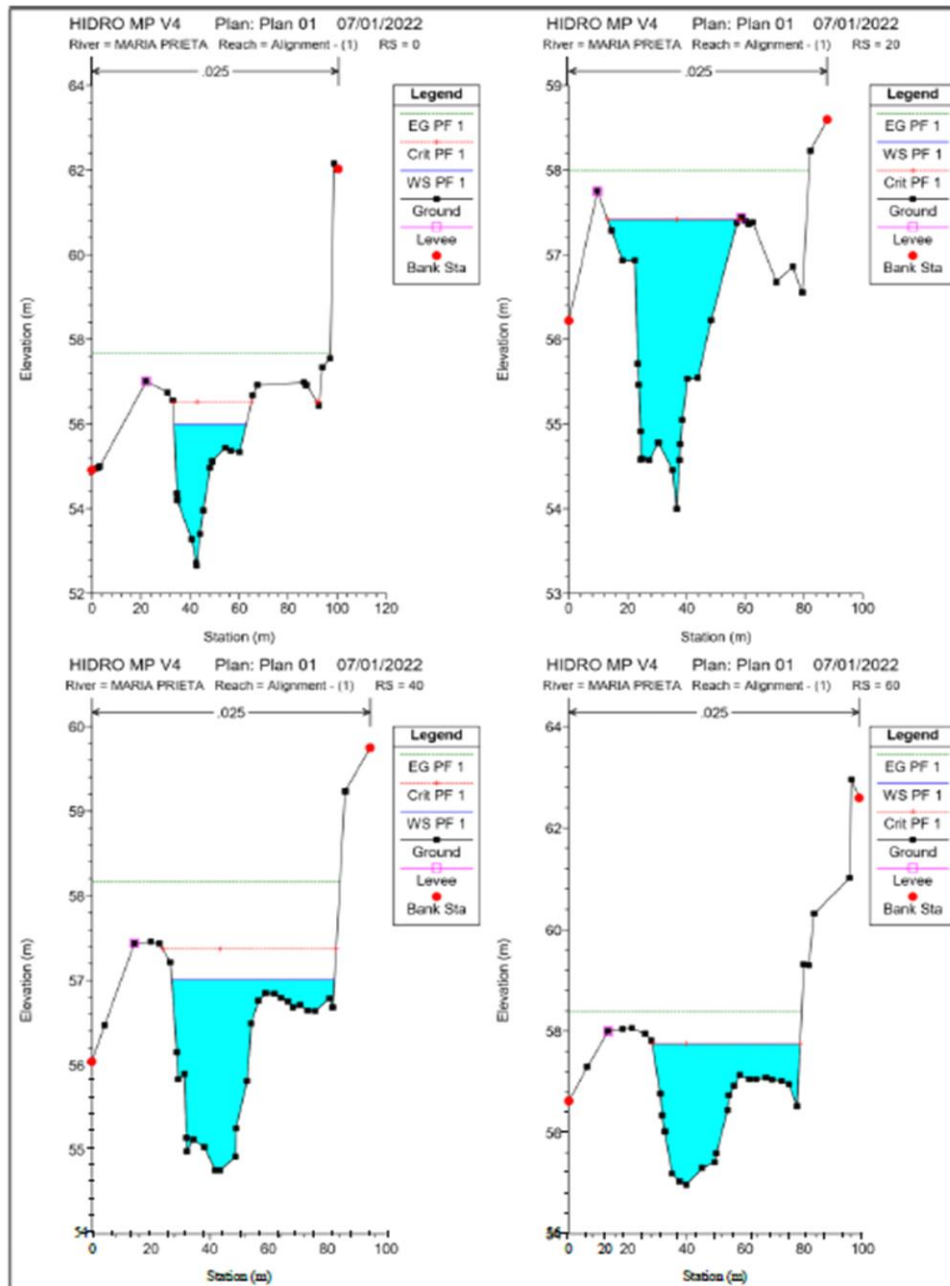 HIDRO MP V4 Plan: Plan 01 07/01/2022
River = MARIA PRIETA Reach = Alignment - (1) RS = 0
.025
Legend
EG PF 1
Crit PF 1
WS PF 1
Ground
Levee
Bank Sta
64
62
60
58
56
54
52
Elevation (m)
0 20 40 60 80 100 120
Station (m)
HIDRO MP V4 Plan: Plan 01 07/01/2022
River = MARIA PRIETA Reach = Alignment - (1) RS = 20
.025
Legend
EG PF 1
WS PF 1
Crit PF 1
Ground
Levee
Bank Sta
59
58
57
56
55
54
53
Elevation (m)
0 20 40 60 80 100
Station (m)
HIDRO MP V4 Plan: Plan 01 07/01/2022
River = MARIA PRIETA Reach = Alignment - (1) RS = 40
.025
Legend
EG PF 1
Crit PF 1
WS PF 1
Ground
Levee
Bank Sta
60
59
58
57
56
55
Elevation (m)
0 20 40 60 80 100
Station (m)
HIDRO MP V4 Plan: Plan 01 07/01/2022
River = MARIA PRIETA Reach = Alignment - (1) RS = 60
.025
Legend
EG PF 1
WS PF 1
Crit PF 1
Ground
Levee
Bank Sta
64
62
60
58
Elevation (m)
0 20 40 60 80 100
Station (m)